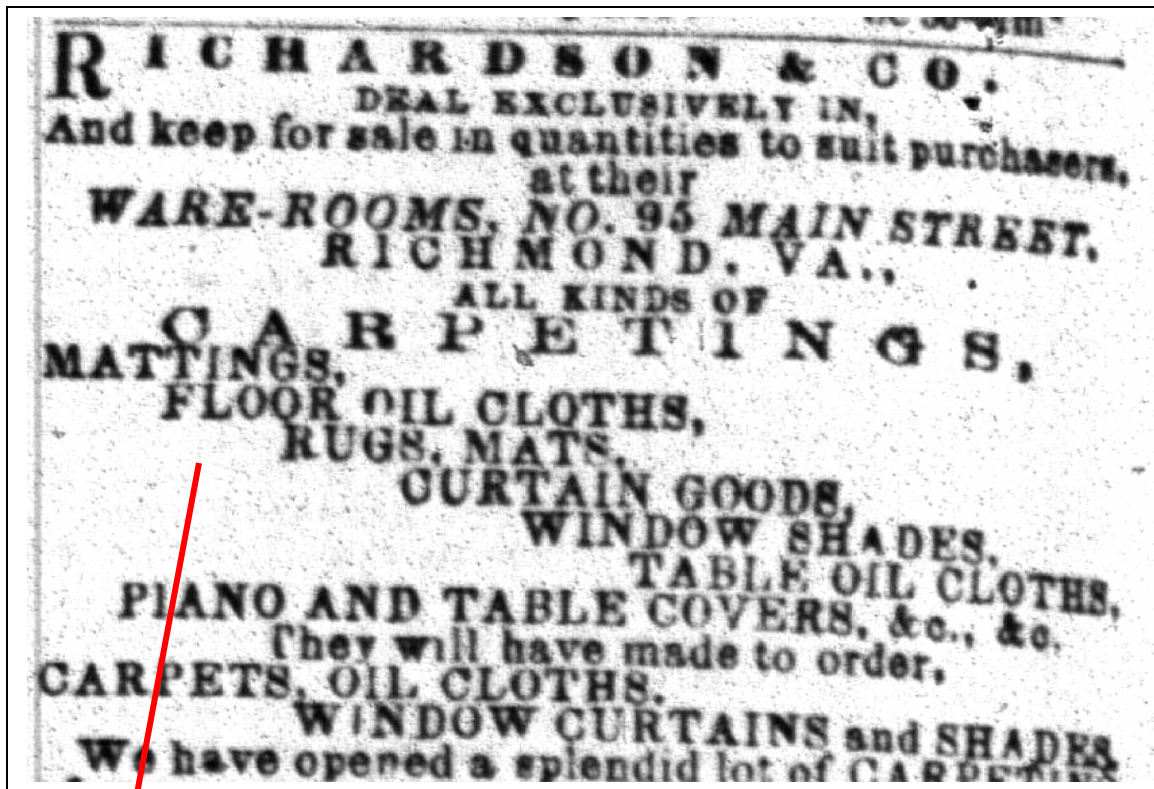 RICHARDSON & CO.
DEAL EXCLUSIVELY IN,
And keep for sale in quantities to suit purchasers,
at their
WARE-ROOMS, NO. 95 MAIN STREET,
RICHMOND, VA.,
ALL KINDS OF
CARPETINGS,
MATTINGS,
FLOOR OIL CLOTHS,
RUGS, MATS,
CURTAIN GOODS,
WINDOW SHADES,
TABLE OIL CLOTHS,
PIANO AND TABLE COVERS, &c., &c.
They will have made to order,
CARPETS, OIL CLOTHS.
WINDOW CURTAINS and SHADES
We have opened a splendid lot of CARPETING